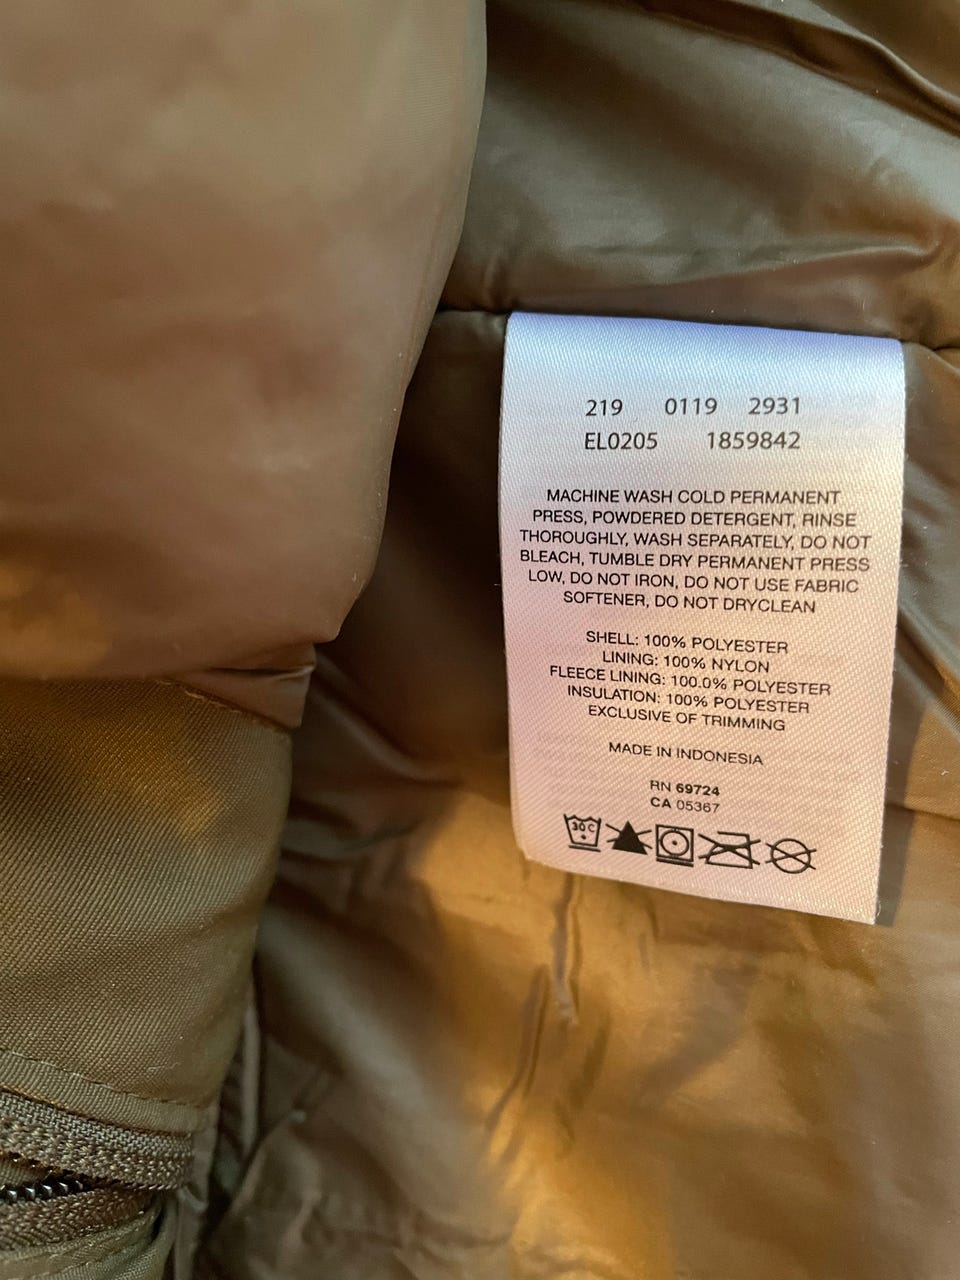 219 0119 2931
EL0205 1859842
MACHINE WASH COLD PERMANENT
PRESS, POWDERED DETERGENT, RINSE
THOROUGHLY, WASH SEPARATELY, DO NOT
BLEACH, TUMBLE DRY PERMANENT PRESS
LOW, DO NOT IRON, DO NOT USE FABRIC
SOFTENER, DO NOT DRYCLEAN
SHELL: 100% POLYESTER
LINING: 100% NYLON
FLEECE LINING: 100.0% POLYESTER
INSULATION: 100% POLYESTER
EXCLUSIVE OF TRIMMING
MADE IN INDONESIA
RN 69724
CA 05367
30 C